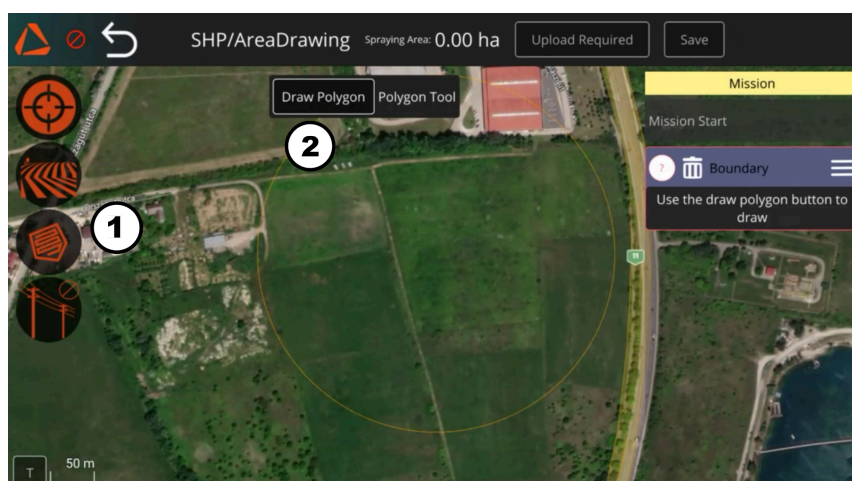 SHP/AreaDrawing Spraying Area: 0.00 ha Upload Required Save
Draw Polygon Polygon Tool
Mission
Mission Start
? Boundary
Use the draw polygon button to
draw
1
2
11
T 50 m